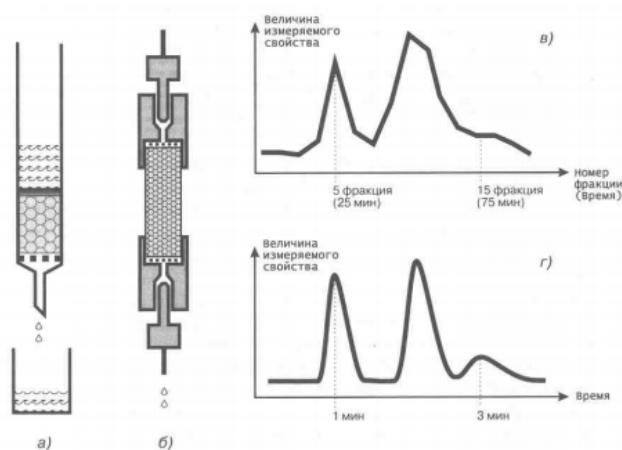 Величина
измеряемого
свойства
в)
5 фракция
(25 мин)
15 фракция
(75 мин)
Номер
фракции
(Время)
Величина
измеряемого
свойства
г)
1 мин
3 мин
Время
а)
б)